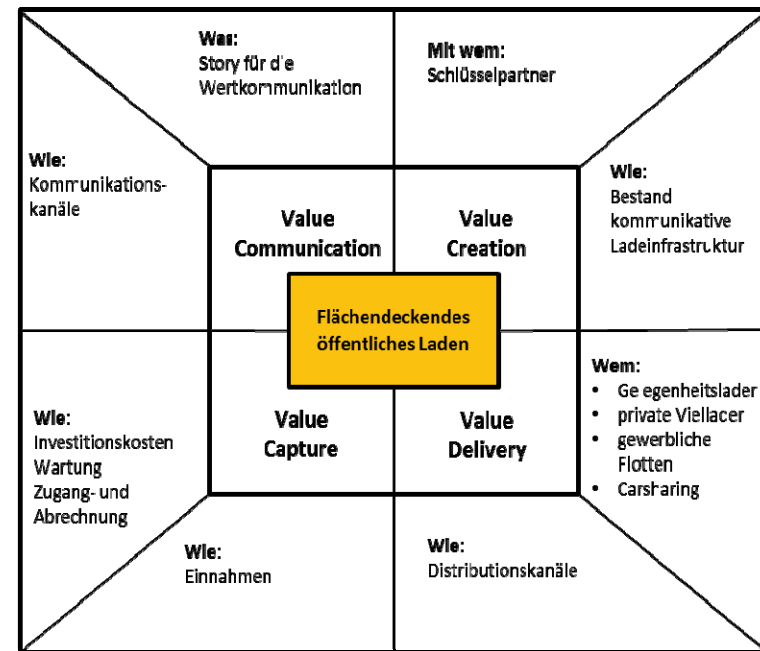 Was:
Story für die
Wertkommunikation
Mit wem:
Schlüsselpartner
Wie:
Kommunikations-
kanäle
Wie:
Bestand
kommunikative
Ladeinfrastruktur
Value
Communication
Value
Creation
Flächendeckendes
öffentliches Laden
Value
Capture
Value
Delivery
Wie:
Investitionskosten
Wartung
Zugang- und
Abrechnung
Wem:
• Gelegenheitslader
• private Viellader
• gewerbliche
Flotten
• Carsharing
Wie:
Einnahmen
Wie:
Distributionskanäle